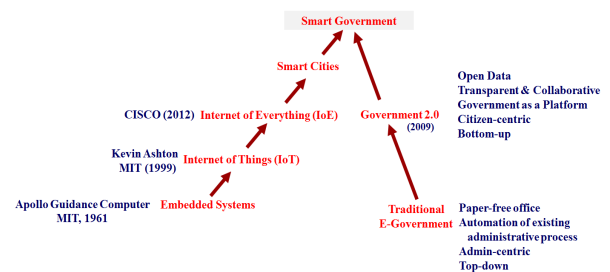 Smart Government
Smart Cities
CISCO (2012) Internet of Everything (IoE)
Kevin Ashton
MIT (1999)
Internet of Things (IoT)
Apollo Guidance Computer
MIT, 1961
Embedded Systems
Government 2.0
(2009)
Open Data
Transparent & Collaborative
Government as a Platform
Citizen-centric
Bottom-up
Traditional
E-Government
Paper-free office
Automation of existing
administrative process
Admin-centric
Top-down